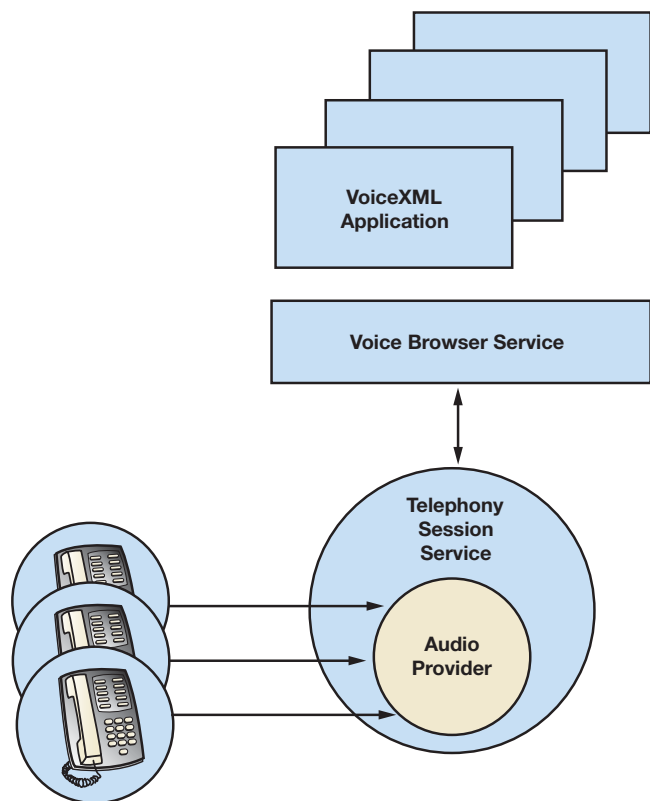 VoiceXML
Application
Voice Browser Service
Telephony
Session
Service
Audio
Provider